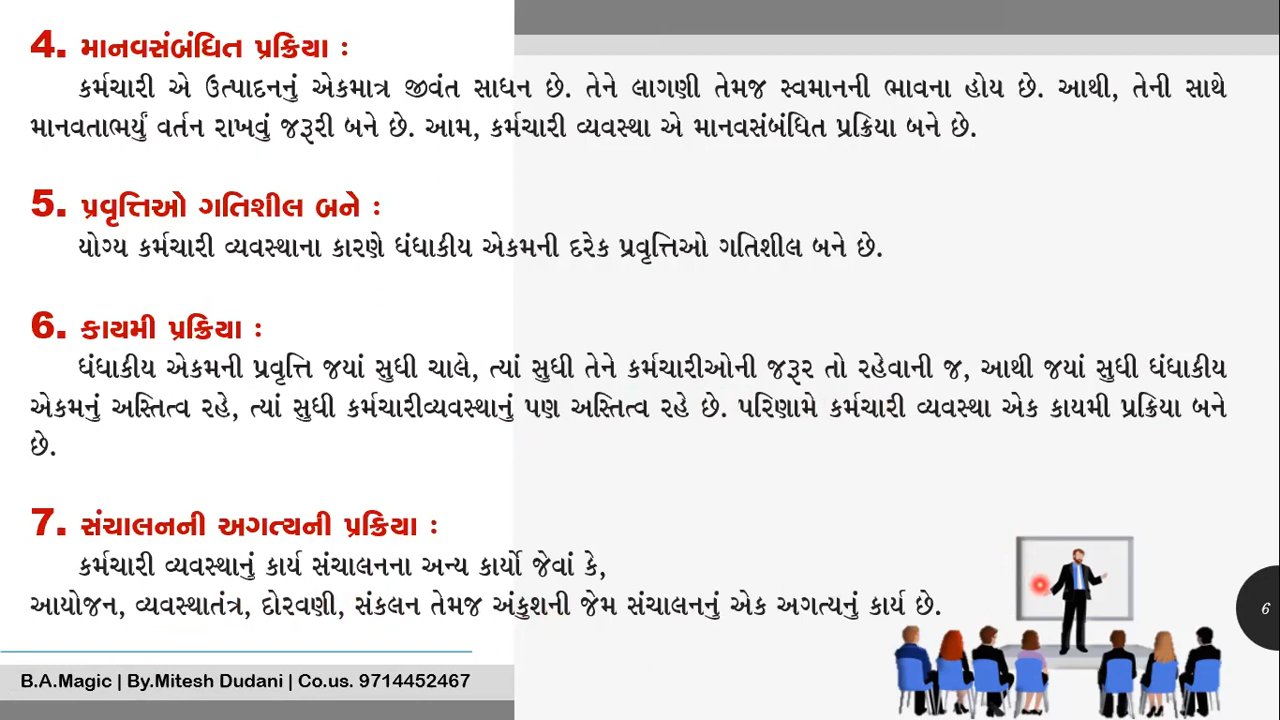 4. માનવસંબંધિત પ્રક્રિયા :
કર્મચારી એ ઉત્પાદનનું એકમાત્ર જીવંત સાધન છે. તેને લાગણી તેમજ સ્વમાનની ભાવના હોય છે. આથી, તેની સાથે
માનવતાભર્યું વર્તન રાખવું જરૂરી બને છે. આમ, કર્મચારી વ્યવસ્થા એ માનવસંબંધિત પ્રક્રિયા બને છે.
5. પ્રવૃત્તિઓ ગતિશીલ બને :
યોગ્ય કર્મચારી વ્યવસ્થાના કારણે ધંધાકીય એકમની દરેક પ્રવૃત્તિઓ ગતિશીલ બને છે.
6. કાયમી પ્રક્રિયા :
ધંધાકીય એકમની પ્રવૃત્તિ જયાં સુધી ચાલે, ત્યાં સુધી તેને કર્મચારીઓની જરૂર તો રહેવાની જ, આથી જયાં સુધી ધંધાકીય
એકમનું અસ્તિત્વ રહે, ત્યાં સુધી કર્મચારીવ્યવસ્થાનું પણ અસ્તિત્વ રહે છે. પરિણામે કર્મચારી વ્યવસ્થા એક કાયમી પ્રક્રિયા બને
છે.
7. સંચાલનની અગત્યની પ્રક્રિયા :
કર્મચારી વ્યવસ્થાનું કાર્ય સંચાલનના અન્ય કાર્યો જેવાં કે,
આયોજન, વ્યવસ્થાતંત્ર, દોરવણી, સંકલન તેમજ અંકુશની જેમ સંચાલનનું એક અગત્યનું કાર્ય છે.
6
B.A.Magic | By.Mitesh Dudani | Co.us. 9714452467